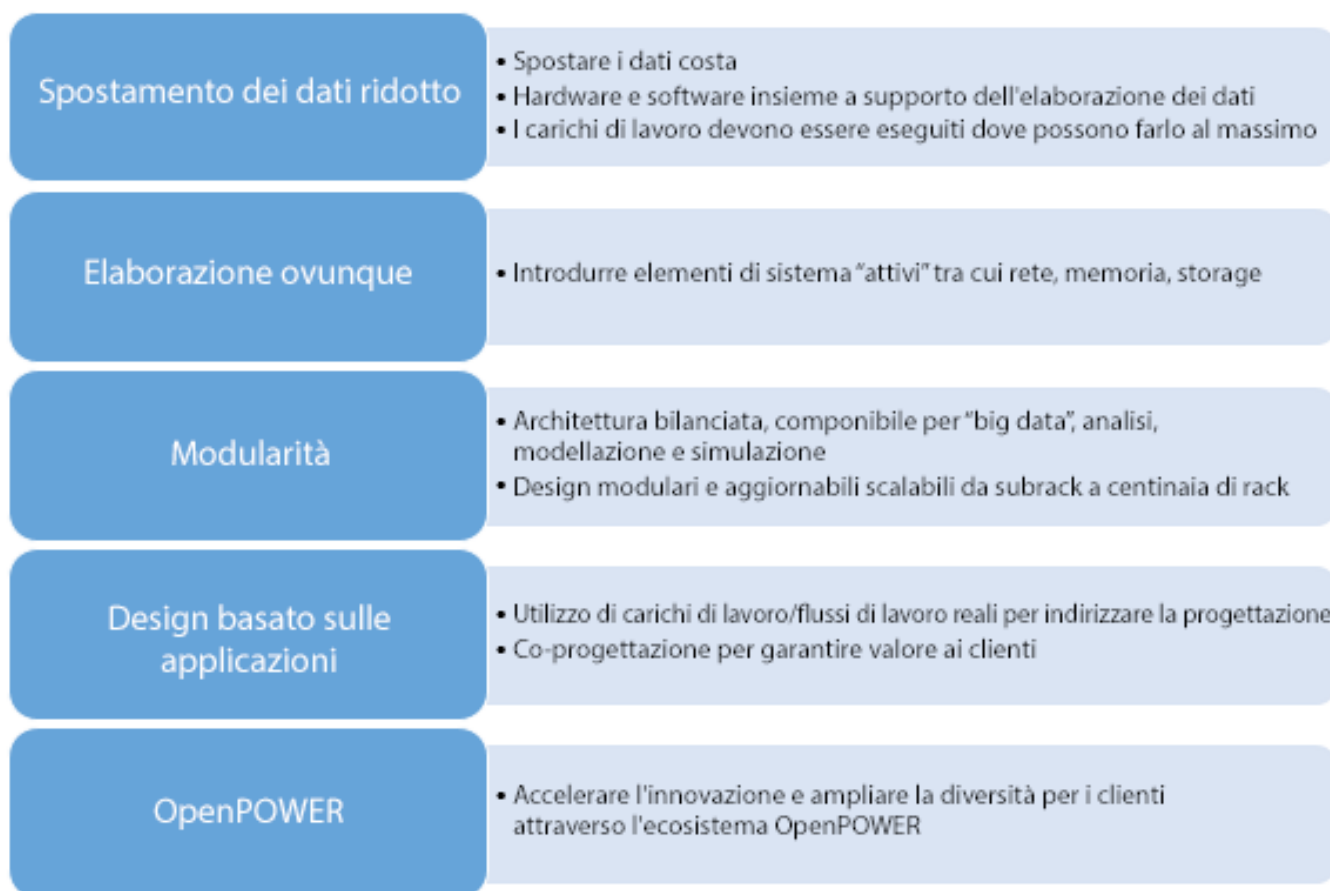 Spostamento dei dati ridotto
• Spostare i dati costa
• Hardware e software insieme a supporto dell'elaborazione dei dati
• I carichi di lavoro devono essere eseguiti dove possono farlo al massimo
Elaborazione ovunque
• Introdurre elementi di sistema “attivi” tra cui rete, memoria, storage
Modularità
• Architettura bilanciata, componibile per “big data”, analisi,
modellazione e simulazione
• Design modulari e aggiornabili scalabili da subrack a centinaia di rack
Design basato sulle
applicazioni
• Utilizzo di carichi di lavoro/flussi di lavoro reali per indirizzare la progettazione
• Co-progettazione per garantire valore ai clienti
OpenPOWER
• Accelerare l'innovazione e ampliare la diversità per i clienti
attraverso l'ecosistema OpenPOWER